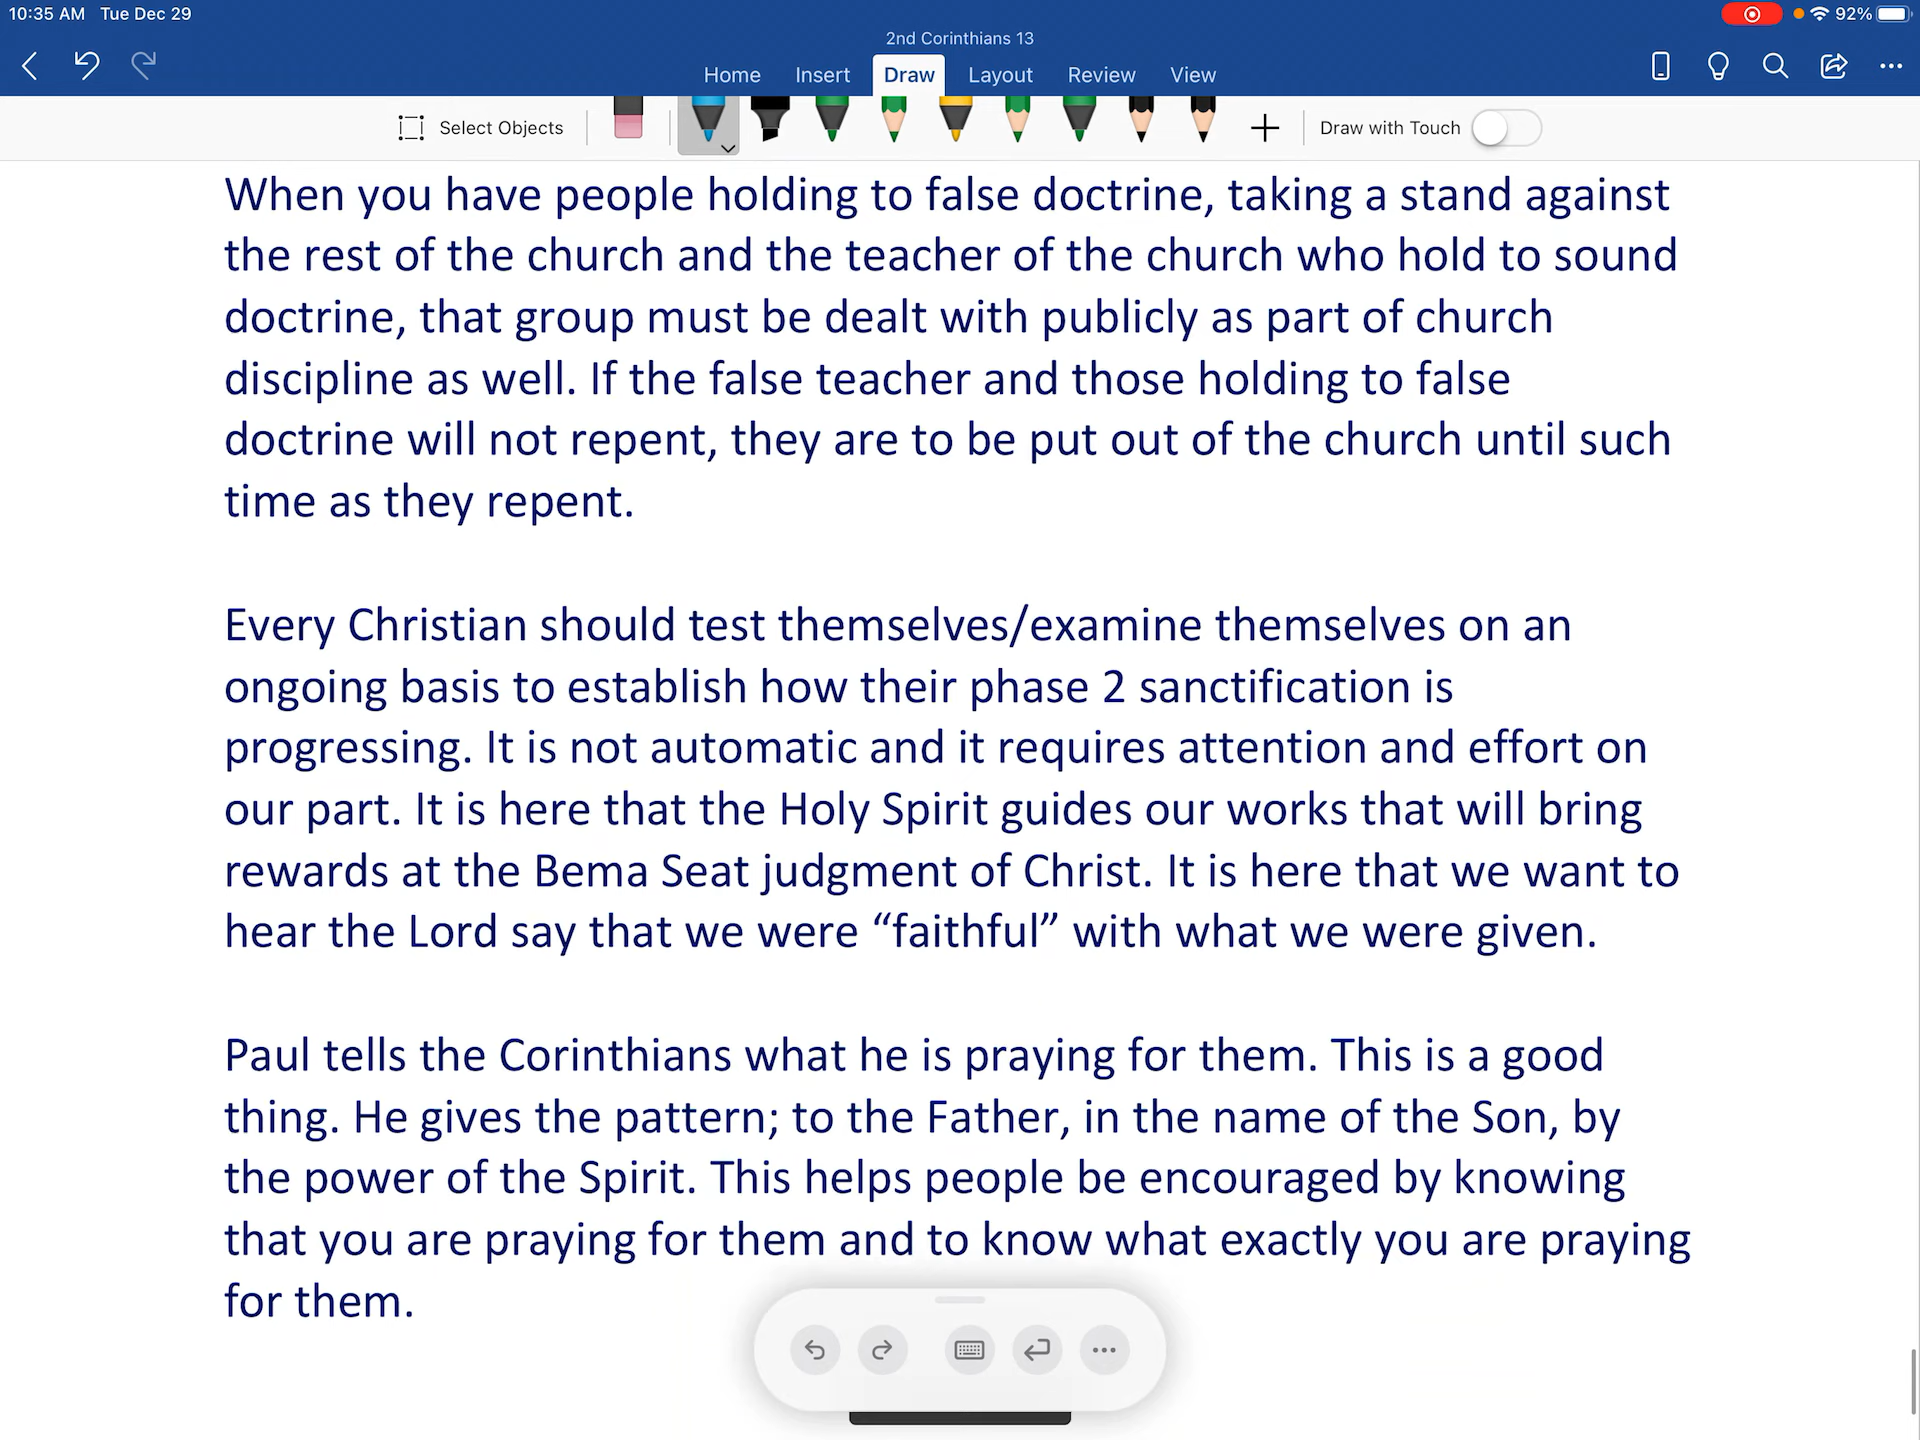 10:35 AM Tue Dec 29
92%
2nd Corinthians 13
Home Insert Draw Layout Review View
Select Objects
Draw with Touch
When you have people holding to false doctrine, taking a stand against
the rest of the church and the teacher of the church who hold to sound
doctrine, that group must be dealt with publicly as part of church
discipline as well. If the false teacher and those holding to false
doctrine will not repent, they are to be put out of the church until such
time as they repent.
Every Christian should test themselves/examine themselves on an
ongoing basis to establish how their phase 2 sanctification is
progressing. It is not automatic and it requires attention and effort on
our part. It is here that the Holy Spirit guides our works that will bring
rewards at the Bema Seat judgment of Christ. It is here that we want to
hear the Lord say that we were “faithful” with what we were given.
Paul tells the Corinthians what he is praying for them. This is a good
thing. He gives the pattern; to the Father, in the name of the Son, by
the power of the Spirit. This helps people be encouraged by knowing
that you are praying for them and to know what exactly you are praying
for them.